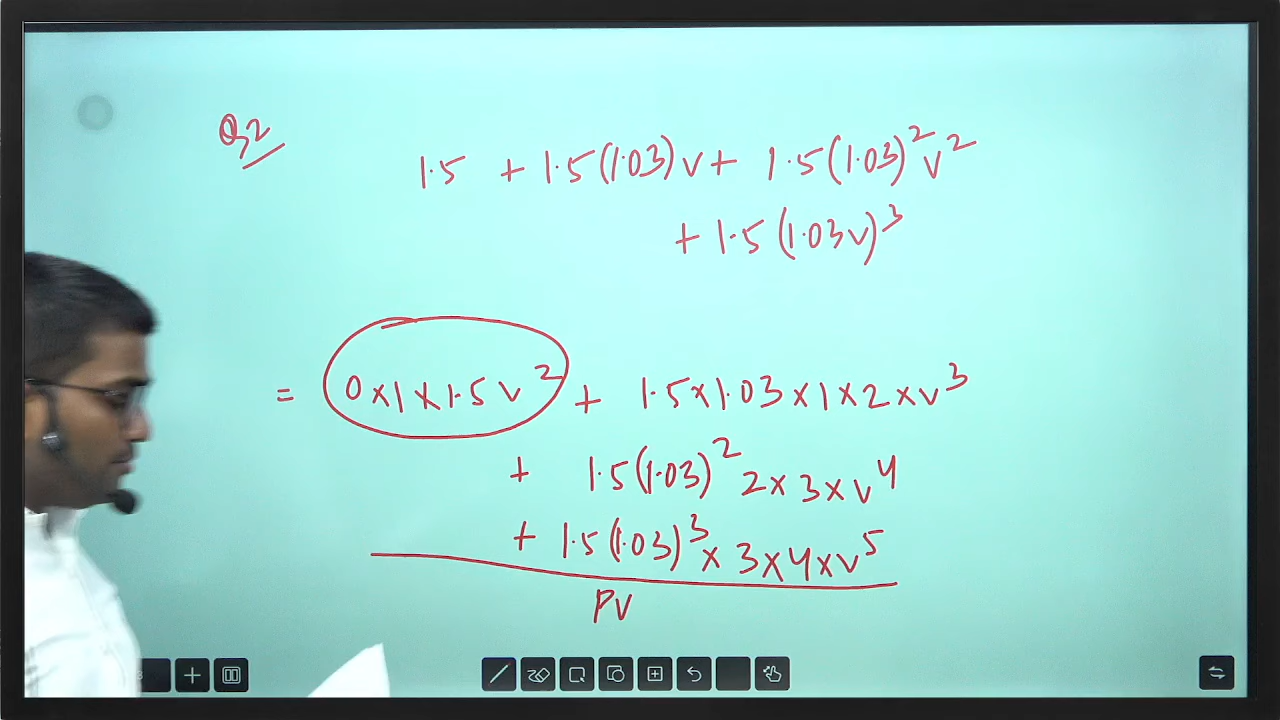 Q2
1.5 + 1.5(1.03)v + 1.5(1.03)²v²
+ 1.5(1.03v)³
= 0×1×1.5v² + 1.5×1.03×1×2×v³
+ 1.5(1.03)² 2×3×v⁴
+ 1.5(1.03)³×3×4×v⁵
PV